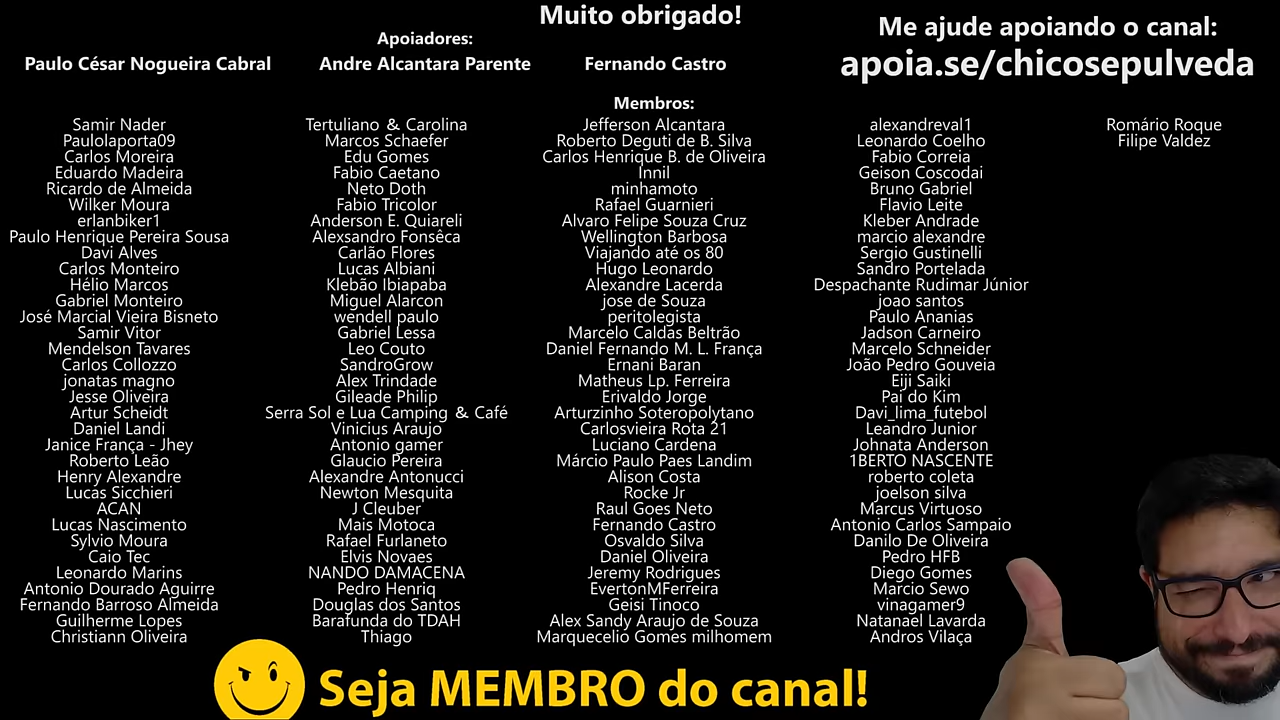 Muito obrigado!
Me ajude apoiando o canal:
apoia.se/chicosepulveda
Apoiadores:
Paulo César Nogueira Cabral
Andre Alcantara Parente
Fernando Castro
Membros:
Samir Nader
Paulolaporta09
Carlos Moreira
Eduardo Madeira
Ricardo de Almeida
Wilker Moura
erlanbiker1
Paulo Henrique Pereira Sousa
Davi Alves
Carlos Monteiro
Hélio Marcos
Gabriel Monteiro
José Marcial Vieira Bisneto
Samir Vitor
Mendelson Tavares
Carlos Collozzo
jonatas magno
Jesse Oliveira
Artur Scheidt
Daniel Landi
Janice França - Jhey
Roberto Leão
Henry Alexandre
Lucas Sicchieri
ACAN
Lucas Nascimento
Sylvio Moura
Caio Tec
Leonardo Marins
Antonio Dourado Aguirre
Fernando Barroso Almeida
Guilherme Lopes
Christiann Oliveira
Tertuliano & Carolina
Marcos Schaefer
Edu Gomes
Fabio Caetano
Neto Doth
Fabio Tricolor
Anderson E. Quiareli
Alexsandro Fonsêca
Carlão Flores
Lucas Albiani
Klebão Ibiapaba
Miguel Alarcon
wendell paulo
Gabriel Lessa
Leo Couto
SandroGrow
Alex Trindade
Gileade Philip
Serra Sol e Lua Camping & Café
Vinicius Araujo
Antonio gamer
Glaucio Pereira
Alexandre Antonucci
Newton Mesquita
J Cleuber
Mais Motoca
Rafael Furlaneto
Elvis Novaes
NANDO DAMACENA
Pedro Henriq
Douglas dos Santos
Barafunda do TDAH
Thiago
Jefferson Alcantara
Roberto Deguti de B. Silva
Carlos Henrique B. de Oliveira
Innil
minhamoto
Rafael Guarnieri
Alvaro Felipe Souza Cruz
Wellington Barbosa
Viajando até os 80
Hugo Leonardo
Alexandre Lacerda
jose de Souza
peritolegista
Marcelo Caldas Beltrão
Daniel Fernando M. L. França
Ernani Baran
Matheus Lp. Ferreira
Erivaldo Jorge
Arturzinho Soteropolytano
Carlosvieira Rota 21
Luciano Cardena
Márcio Paulo Paes Landim
Alison Costa
Rocke Jr
Raul Goes Neto
Fernando Castro
Osvaldo Silva
Daniel Oliveira
Jeremy Rodrigues
EvertonMFerreira
Geisi Tinoco
Alex Sandy Araujo de Souza
Marquecelio Gomes milhomem
alexandreval1
Leonardo Coelho
Fabio Correia
Geison Coscodai
Bruno Gabriel
Flavio Leite
Kleber Andrade
marcio alexandre
Sergio Gustinelli
Sandro Portelada
Despachante Rudimar Júnior
joao santos
Paulo Ananias
Jadson Carneiro
Marcelo Schneider
João Pedro Gouveia
Eiji Saiki
Pai do Kim
Davi_lima_futebol
Leandro Junior
Johnata Anderson
1BERTO NASCENTE
roberto coleta
joelson silva
Marcus Virtuoso
Antonio Carlos Sampaio
Danilo De Oliveira
Pedro HFB
Diego Gomes
Marcio Sewo
vinagamer9
Natanael Lavarda
Andros Vilaça
Romário Roque
Filipe Valdez
Seja MEMBRO do canal!